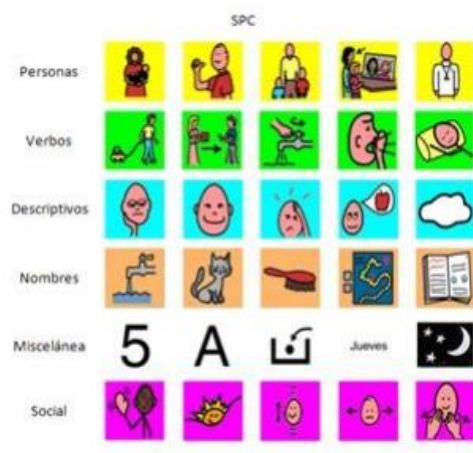 SPC
Personas
Verbos
Descriptivos
Nombres
Miscelánea
5 A Jueves
Social